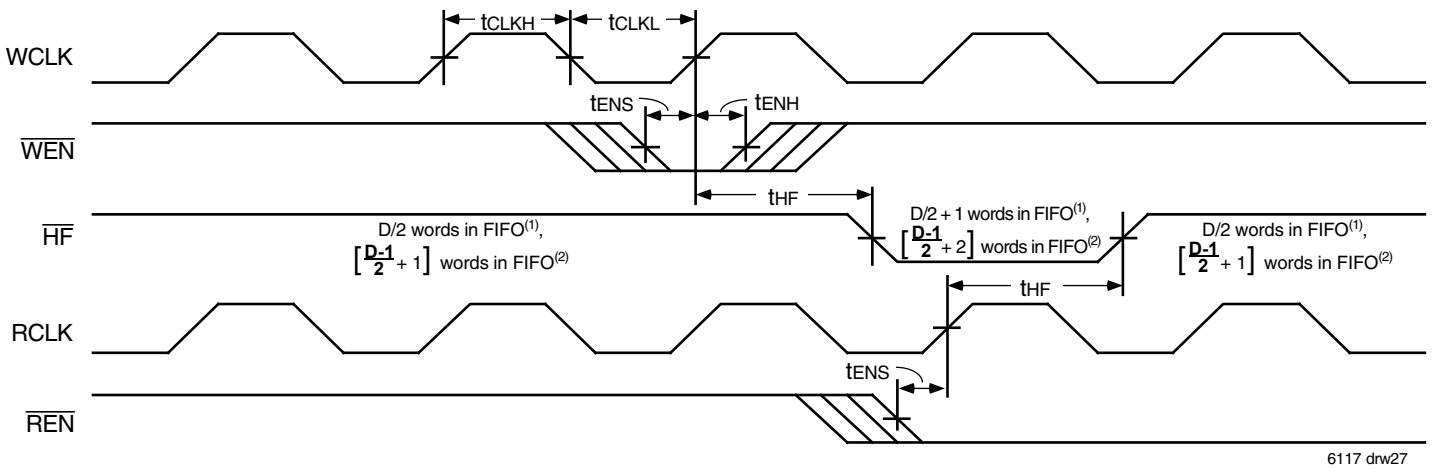 tCLKH
tCLKL
WCLK
tENS
tENH
WEN
tHF
HF
D/2 words in FIFO(1),
[D-1/2 + 1] words in FIFO(2)
D/2 + 1 words in FIFO(1),
[D-1/2 + 2] words in FIFO(2)
D/2 words in FIFO(1),
[D-1/2 + 1] words in FIFO(2)
tHF
RCLK
tENS
REN
6117 drw27